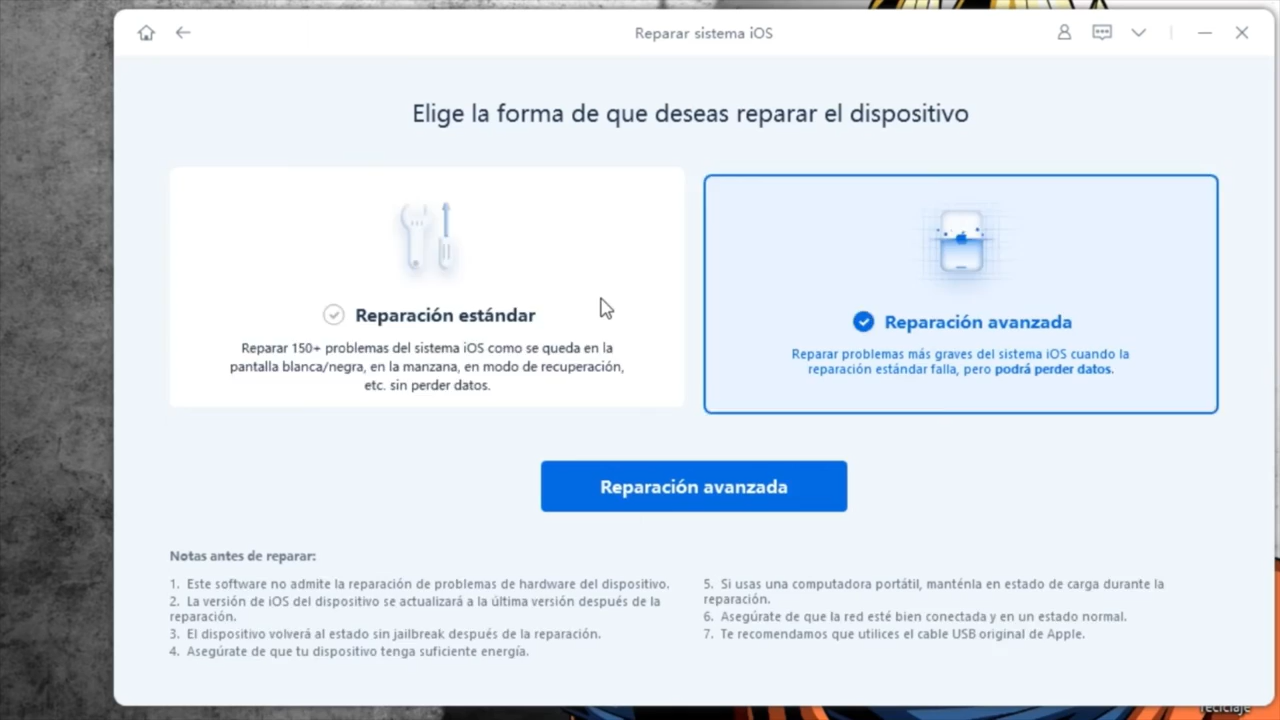 Reparar sistema iOS
Elige la forma de que deseas reparar el dispositivo
Reparación estándar
Reparar 150+ problemas del sistema iOS como se queda en la
pantalla blanca/negra, en la manzana, en modo de recuperación,
etc. sin perder datos.
Reparación avanzada
Reparar problemas más graves del sistema iOS cuando la
reparación estándar falla, pero podrá perder datos.
Reparación avanzada
Notas antes de reparar:
1. Este software no admite la reparación de problemas de hardware del dispositivo.
2. La versión de iOS del dispositivo se actualizará a la última versión después de la
reparación.
3. El dispositivo volverá al estado sin jailbreak después de la reparación.
4. Asegúrate de que tu dispositivo tenga suficiente energía.
5. Si usas una computadora portátil, manténla en estado de carga durante la
reparación.
6. Asegúrate de que la red esté bien conectada y en un estado normal.
7. Te recomendamos que utilices el cable USB original de Apple.
reciclaje